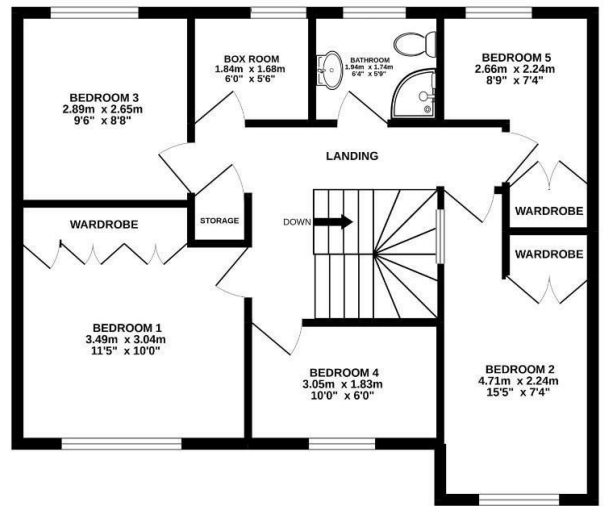 BOX ROOM
1.84m x 1.68m
6'0" x 5'6"
BATHROOM
1.94m x 1.74m
6'4" x 5'9"
BEDROOM 5
2.66m x 2.24m
8'9" x 7'4"
BEDROOM 3
2.89m x 2.65m
9'6" x 8'8"
LANDING
WARDROBE
STORAGE
DOWN
WARDROBE
WARDROBE
BEDROOM 1
3.49m x 3.04m
11'5" x 10'0"
BEDROOM 4
3.05m x 1.83m
10'0" x 6'0"
BEDROOM 2
4.71m x 2.24m
15'5" x 7'4"